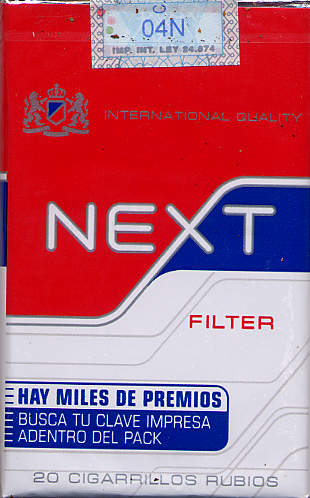 04N
IMP. INT. LEY 24.674
INTERNATIONAL QUALITY
NEXT
FILTER
HAY MILES DE PREMIOS
BUSCA TU CLAVE IMPRESA
ADENTRO DEL PACK
20 CIGARRILLOS RUBIOS